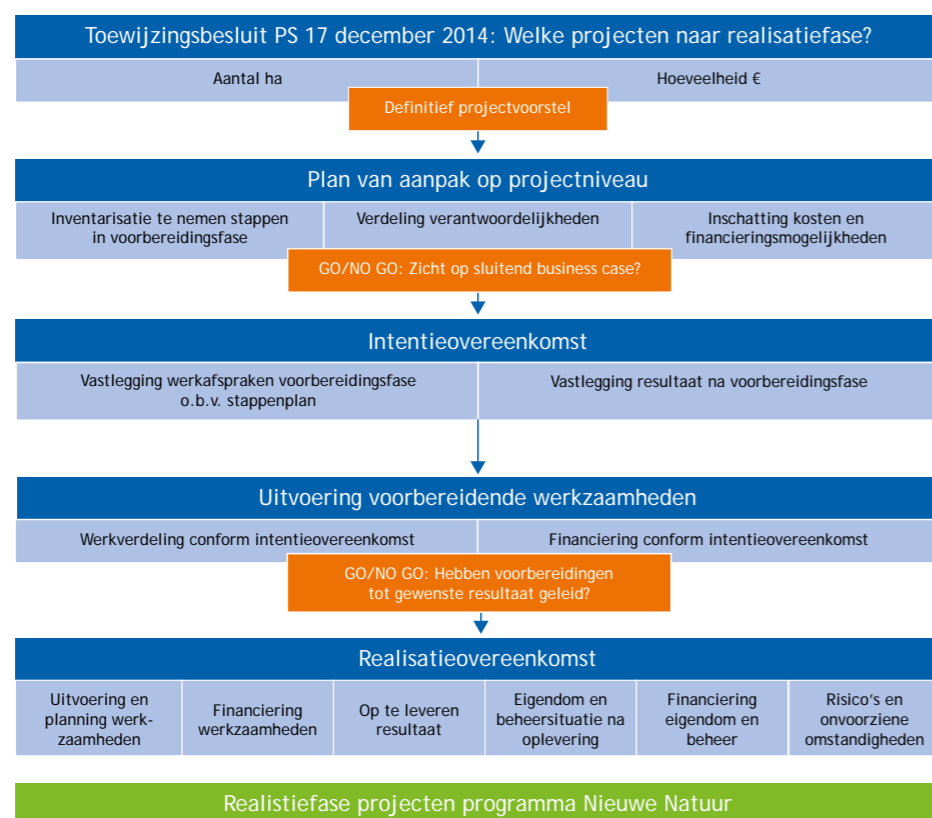 Toewijzingsbesluit PS 17 december 2014: Welke projecten naar realisatiefase?
Aantal ha
Hoeveelheid €
Definitief projectvoorstel
Plan van aanpak op projectniveau
Inventarisatie te nemen stappen
in voorbereidingsfase
Verdeling verantwoordelijkheden
Inschatting kosten en
financieringsmogelijkheden
GO/NO GO: Zicht op sluitend business case?
Intentieovereenkomst
Vastlegging werkafspraken voorbereidingsfase
o.b.v. stappenplan
Vastlegging resultaat na voorbereidingsfase
Uitvoering voorbereidende werkzaamheden
Werkverdeling conform intentieovereenkomst
Financiering conform intentieovereenkomst
GO/NO GO: Hebben voorbereidingen
tot gewenste resultaat geleid?
Realisatieovereenkomst
Uitvoering en
planning werk-
zaamheden
Financiering
werkzaamheden
Op te leveren
resultaat
Eigendom en
beheersituatie na
oplevering
Financiering
eigendom en
beheer
Risico's en
onvoorziene
omstandigheden
Realistiefase projecten programma Nieuwe Natuur